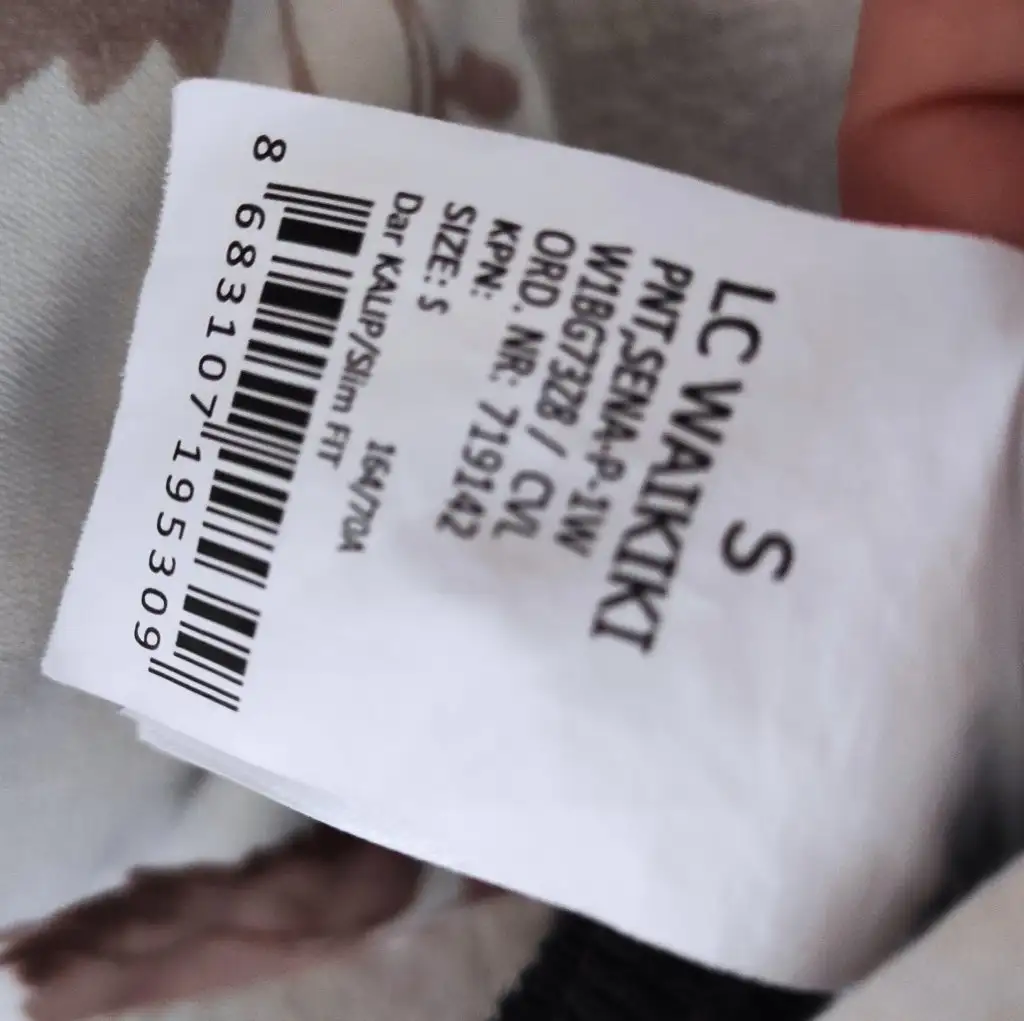 S
LC WAIKIKI
PNT,SENA-P-1W
W1BG73Z8 / CVL
ORD. NR: 719142
KPN:
SIZE: S 164/70A
Dar KALIP/Slim FIT
8 683107 195309